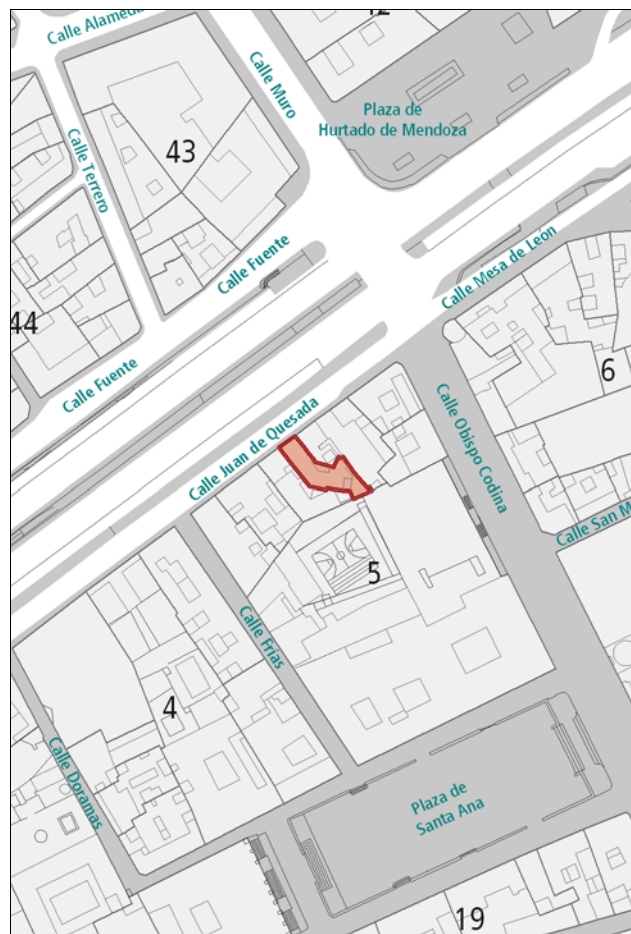 12
Calle Alameda
Calle Muro
Plaza de
Hurtado de Mendoza
43
Calle Terrero
Calle Fuente
Calle Mesa de León
44
6
Calle Fuente
Calle Juan de Quesada
Calle Obispo Codina
Calle San M
5
Calle Frías
4
Calle Doramas
Plaza de
Santa Ana
19